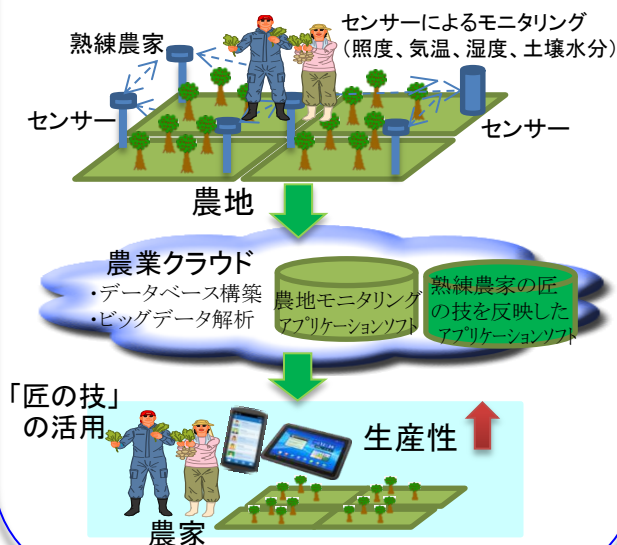 センサーによるモニタリング
(照度、気温、湿度、土壌水分)
熟練農家
センサー
センサー
農地
農業クラウド
・データベース構築
・ビッグデータ解析
農地モニタリング
アプリケーションソフト
熟練農家の匠
の技を反映した
アプリケーションソフト
「匠の技」
の活用
生産性
農家